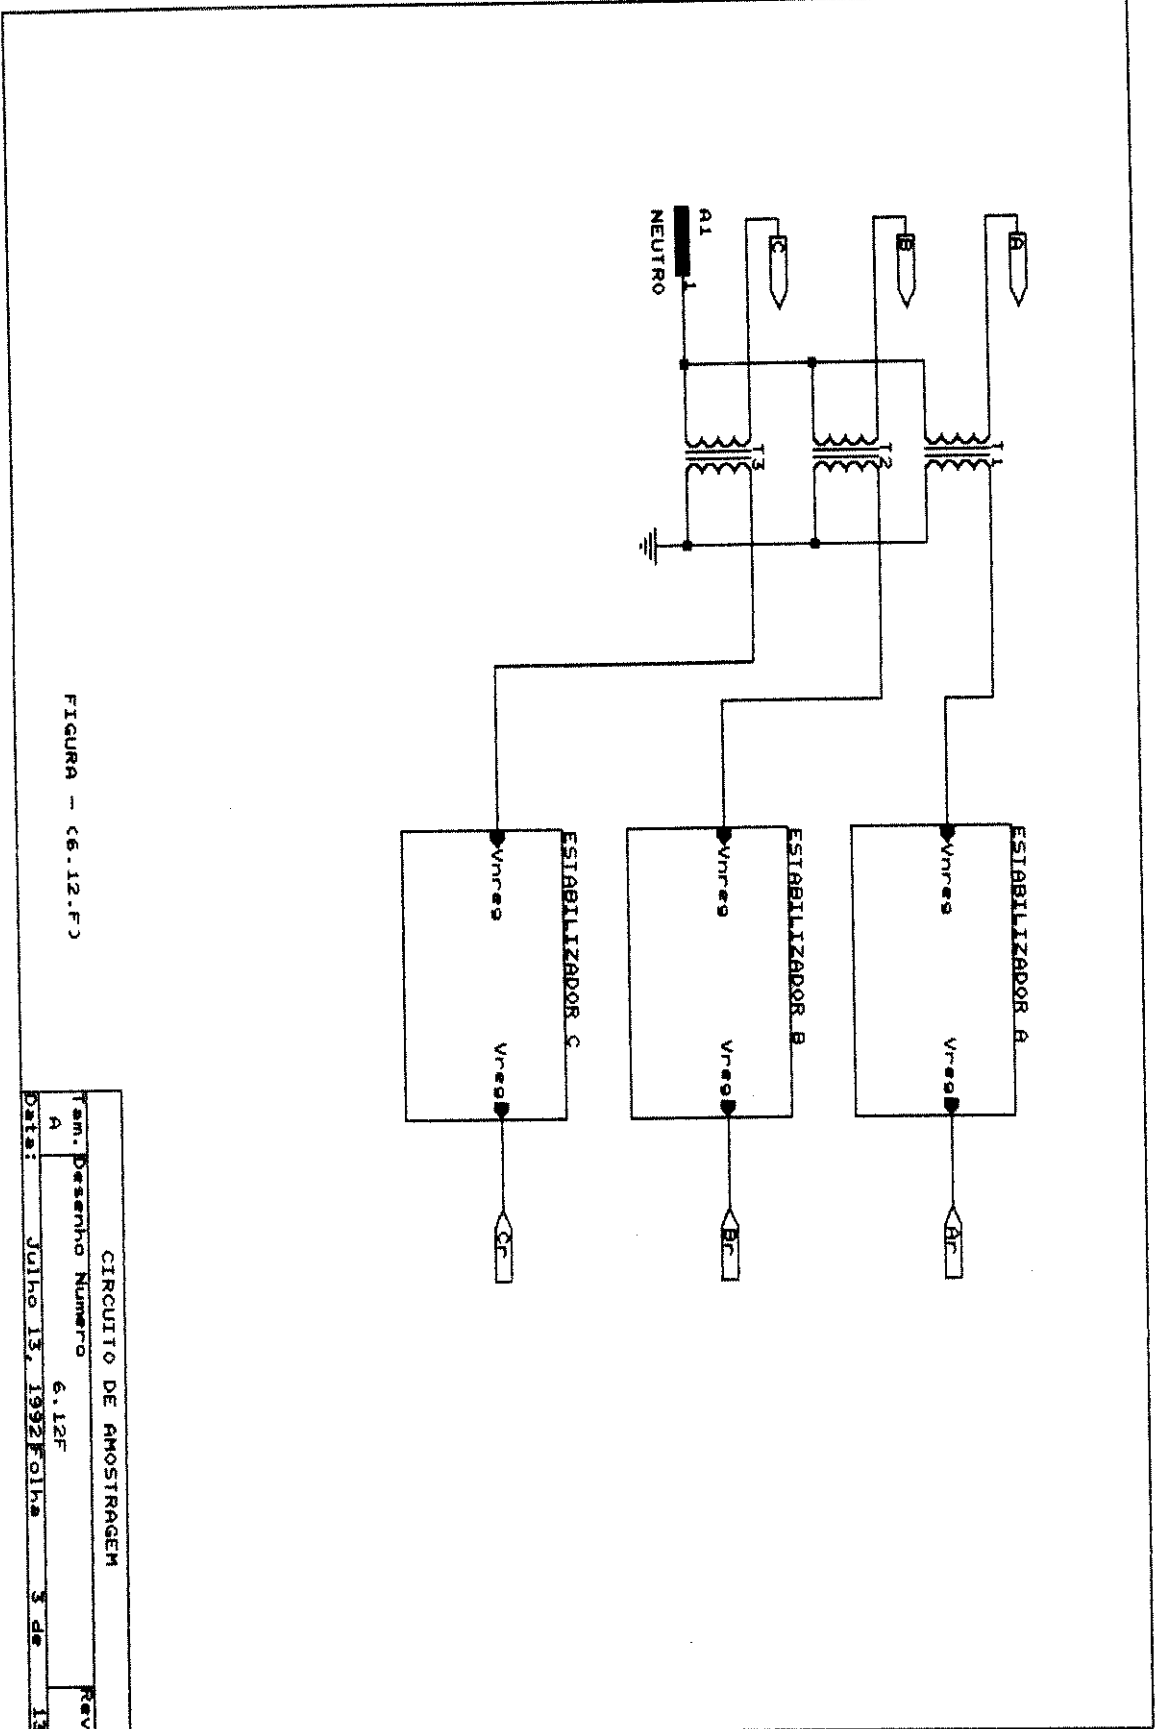 A
B
C
A1
1
NEUTRO
T1
T2
T3
ESTABILIZADOR A
Vnreg
Vreg
Ar
ESTABILIZADOR B
Vnreg
Vreg
Br
ESTABILIZADOR C
Vnreg
Vreg
Cr
FIGURA - (6.12.F)
CIRCUITO DE AMOSTRAGEM
Tam. Desenho Numero Rev
A 6.12F
Data: Julho 13, 1992 Folha 3 de 13